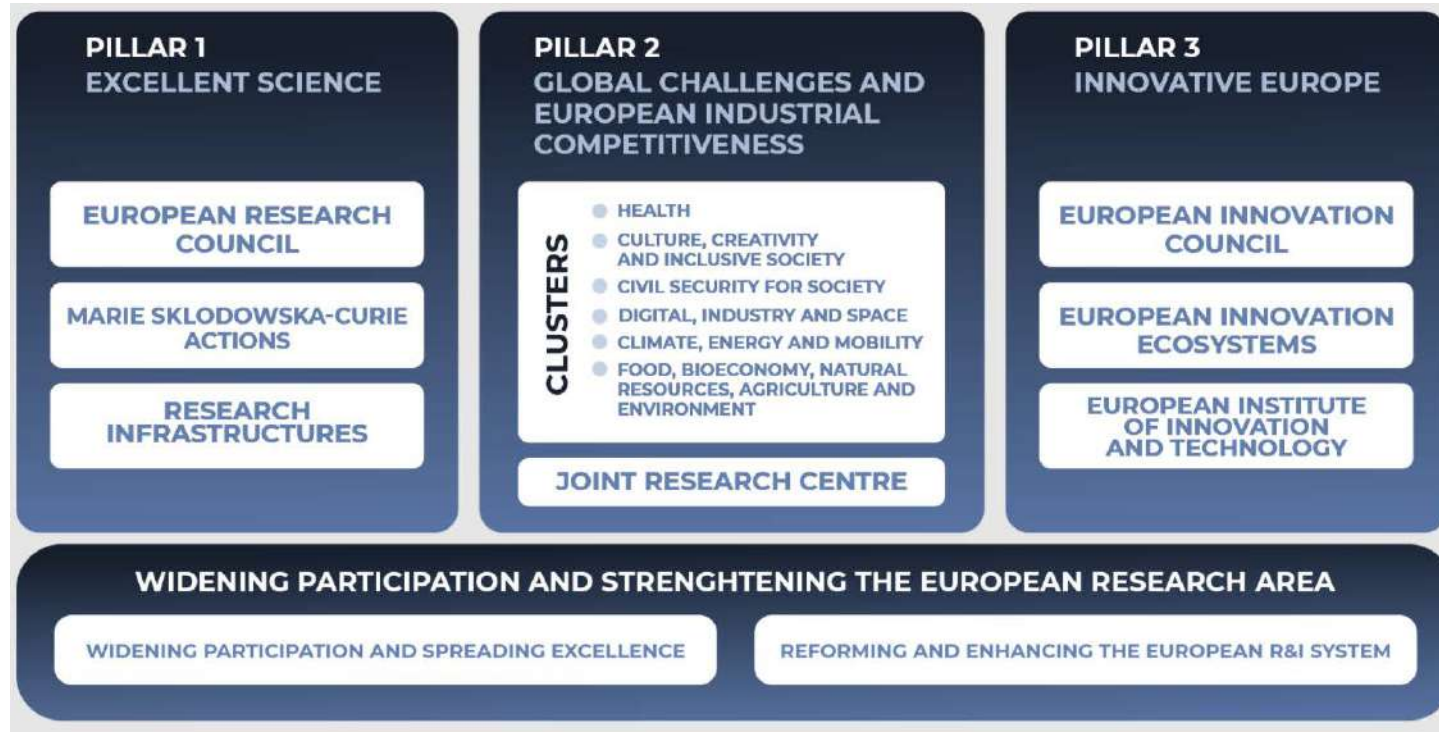 PILLAR 1
EXCELLENT SCIENCE
EUROPEAN RESEARCH
COUNCIL
MARIE SKLODOWSKA-CURIE
ACTIONS
RESEARCH
INFRASTRUCTURES
PILLAR 2
GLOBAL CHALLENGES AND
EUROPEAN INDUSTRIAL
COMPETITIVENESS
CLUSTERS
HEALTH
CULTURE, CREATIVITY
AND INCLUSIVE SOCIETY
CIVIL SECURITY FOR SOCIETY
DIGITAL, INDUSTRY AND SPACE
CLIMATE, ENERGY AND MOBILITY
FOOD, BIOECONOMY, NATURAL
RESOURCES, AGRICULTURE AND
ENVIRONMENT
JOINT RESEARCH CENTRE
PILLAR 3
INNOVATIVE EUROPE
EUROPEAN INNOVATION
COUNCIL
EUROPEAN INNOVATION
ECOSYSTEMS
EUROPEAN INSTITUTE
OF INNOVATION
AND TECHNOLOGY
WIDENING PARTICIPATION AND STRENGHTENING THE EUROPEAN RESEARCH AREA
WIDENING PARTICIPATION AND SPREADING EXCELLENCE
REFORMING AND ENHANCING THE EUROPEAN R&I SYSTEM